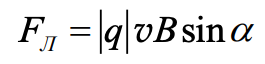 F_Л = |q|vB sin α